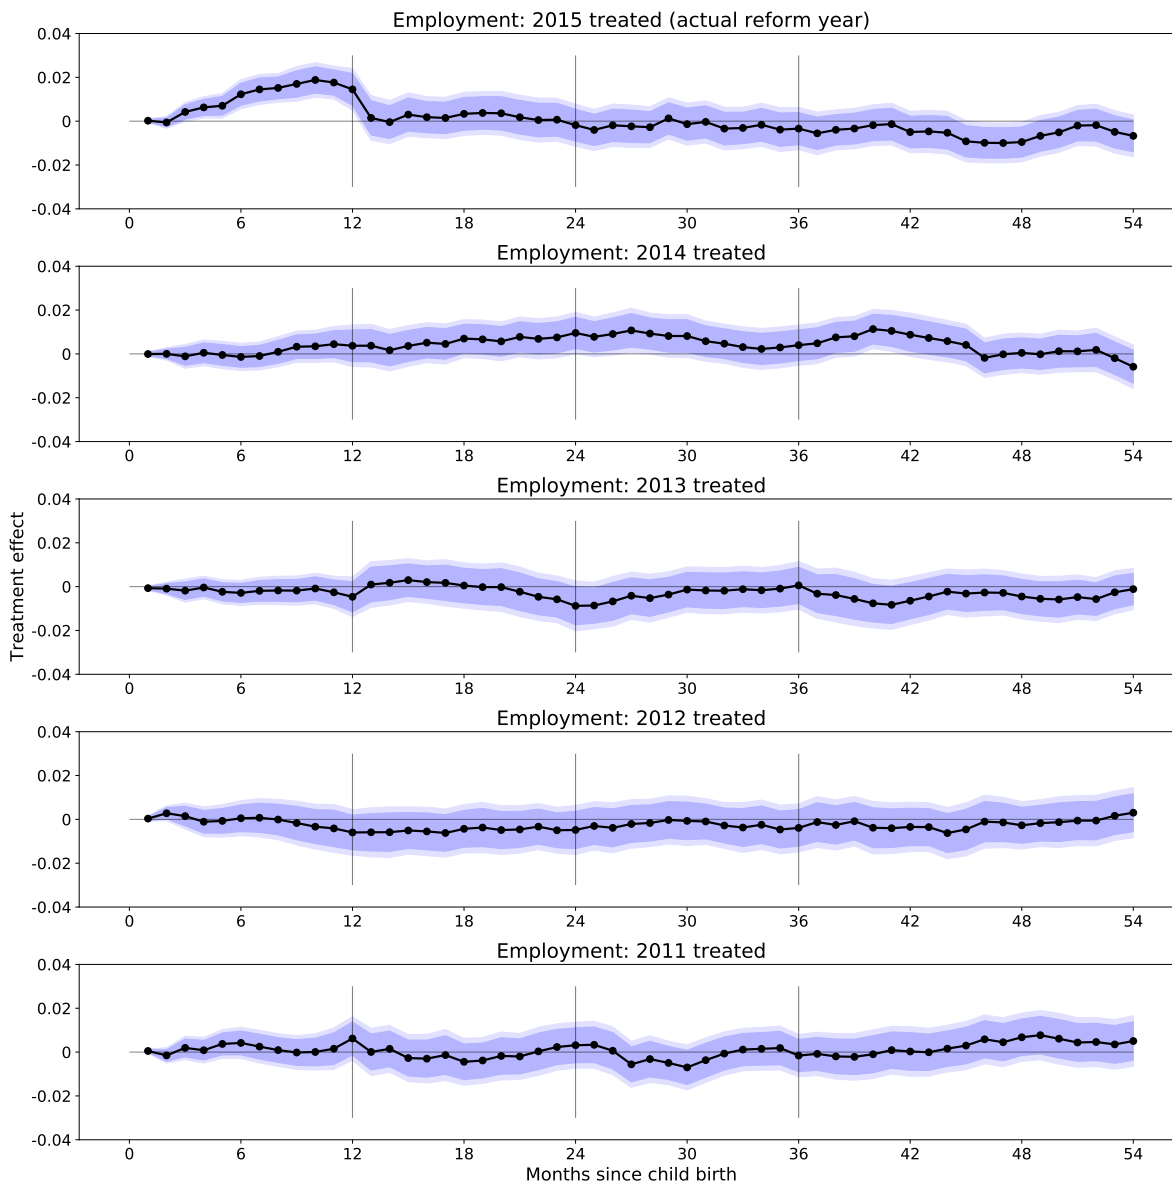 Employment: 2015 treated (actual reform year)
0.04
0.02
0
-0.02
-0.04
0 6 12 18 24 30 36 42 48 54
Employment: 2014 treated
0.04
0.02
0
-0.02
-0.04
0 6 12 18 24 30 36 42 48 54
Employment: 2013 treated
0.04
0.02
0
-0.02
-0.04
0 6 12 18 24 30 36 42 48 54
Treatment effect
Employment: 2012 treated
0.04
0.02
0
-0.02
-0.04
0 6 12 18 24 30 36 42 48 54
Employment: 2011 treated
0.04
0.02
0
-0.02
-0.04
0 6 12 18 24 30 36 42 48 54
Months since child birth